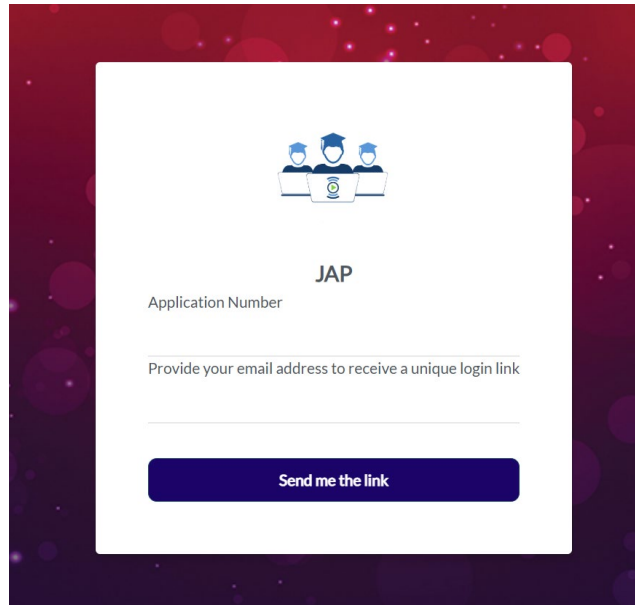 JAP
Application Number
Provide your email address to receive a unique login link
Send me the link